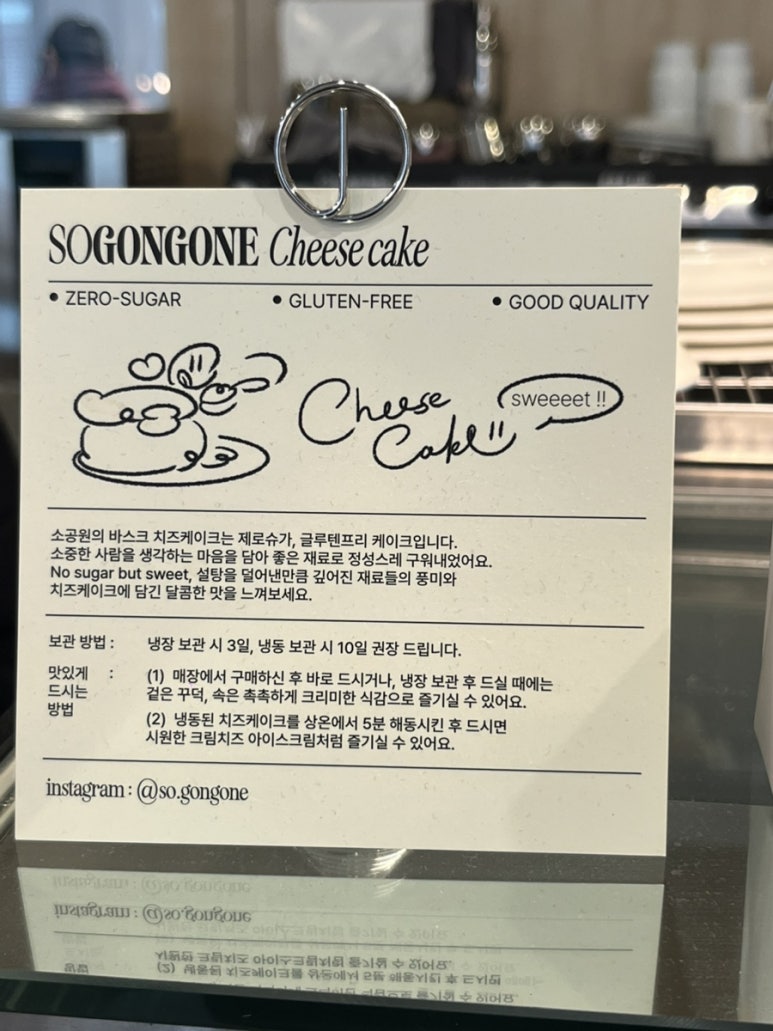 SOGONGONE Cheese cake
• ZERO-SUGAR • GLUTEN-FREE • GOOD QUALITY
Cheese
Cake!!
sweeeet !!
소공원의 바스크 치즈케이크는 제로슈가, 글루텐프리 케이크입니다.
소중한 사람을 생각하는 마음을 담아 좋은 재료로 정성스레 구워내었어요.
No sugar but sweet, 설탕을 덜어낸만큼 깊어진 재료들의 풍미와
치즈케이크에 담긴 달콤한 맛을 느껴보세요.
보관 방법 : 냉장 보관 시 3일, 냉동 보관 시 10일 권장 드립니다.
맛있게 드시는 방법 :
(1) 매장에서 구매하신 후 바로 드시거나, 냉장 보관 후 드실 때에는
겉은 꾸덕, 속은 촉촉하게 크리미한 식감으로 즐기실 수 있어요.
(2) 냉동된 치즈케이크를 상온에서 5분 해동시킨 후 드시면
시원한 크림치즈 아이스크림처럼 즐기실 수 있어요.
instagram : @so.gongone